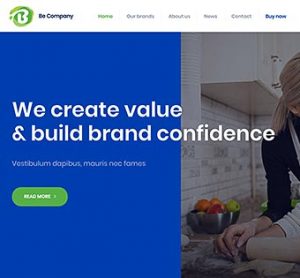 B
Be Company
Home Our brands About us News Contact Buy now
We create value
& build brand confidence
Vestibulum dapibus, mauris nec fames
READ MORE >